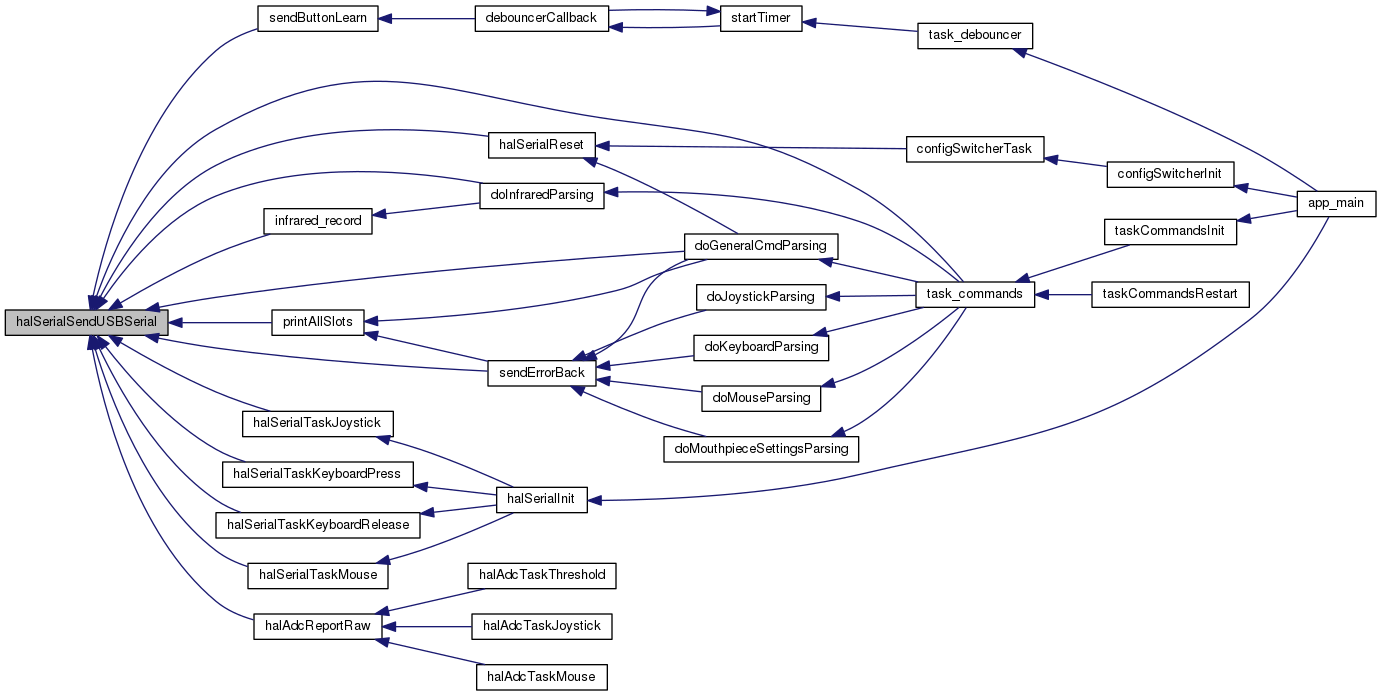 sendButtonLearn
debouncerCallback
startTimer
task_debouncer
halSerialReset
configSwitcherTask
configSwitcherInit
doInfraredParsing
app_main
infrared_record
taskCommandsInit
doGeneralCmdParsing
doJoystickParsing
task_commands
taskCommandsRestart
halSerialSendUSBSerial
printAllSlots
doKeyboardParsing
sendErrorBack
doMouseParsing
halSerialTaskJoystick
doMouthpieceSettingsParsing
halSerialTaskKeyboardPress
halSerialInit
halSerialTaskKeyboardRelease
halSerialTaskMouse
halAdcTaskThreshold
halAdcReportRaw
halAdcTaskJoystick
halAdcTaskMouse